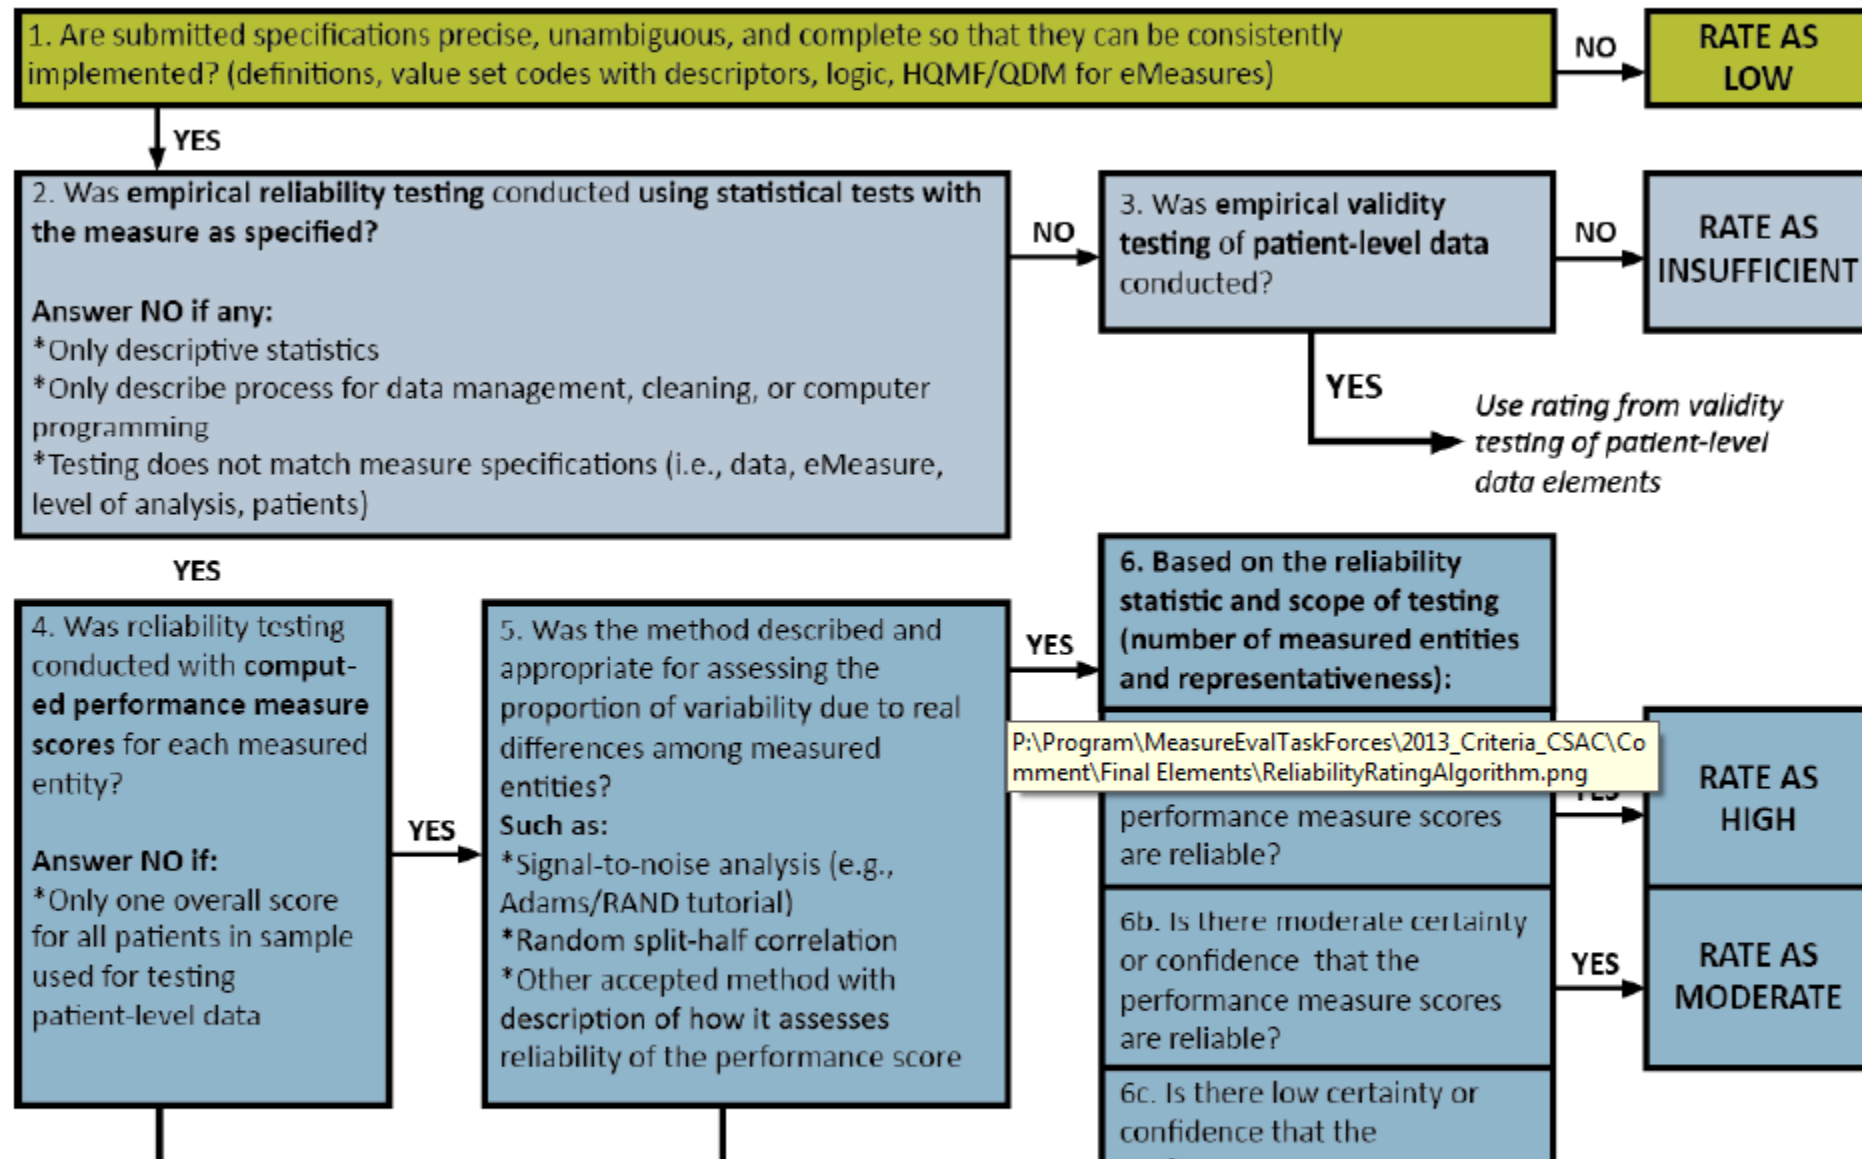 1. Are submitted specifications precise, unambiguous, and complete so that they can be consistently
implemented? (definitions, value set codes with descriptors, logic, HQMF/QDM for eMeasures)
NO
RATE AS
LOW
YES
2. Was empirical reliability testing conducted using statistical tests with
the measure as specified?
Answer NO if any:
*Only descriptive statistics
*Only describe process for data management, cleaning, or computer
programming
*Testing does not match measure specifications (i.e., data, eMeasure,
level of analysis, patients)
NO
3. Was empirical validity
testing of patient-level data
conducted?
NO
RATE AS
INSUFFICIENT
YES
Use rating from validity
testing of patient-level
data elements
YES
4. Was reliability testing
conducted with comput-
ed performance measure
scores for each measured
entity?
Answer NO if:
*Only one overall score
for all patients in sample
used for testing
patient-level data
YES
5. Was the method described and
appropriate for assessing the
proportion of variability due to real
differences among measured
entities?
Such as:
*Signal-to-noise analysis (e.g.,
Adams/RAND tutorial)
*Random split-half correlation
*Other accepted method with
description of how it assesses
reliability of the performance score
YES
6. Based on the reliability
statistic and scope of testing
(number of measured entities
and representativeness):
P:\Program\MeasureEvalTaskForces\2013_Criteria_CSAC\Co
mment\Final Elements\ReliabilityRatingAlgorithm.png
performance measure scores
are reliable?
YES
RATE AS
HIGH
6b. Is there moderate certainty
or confidence that the
performance measure scores
are reliable?
YES
RATE AS
MODERATE
6c. Is there low certainty or
confidence that the